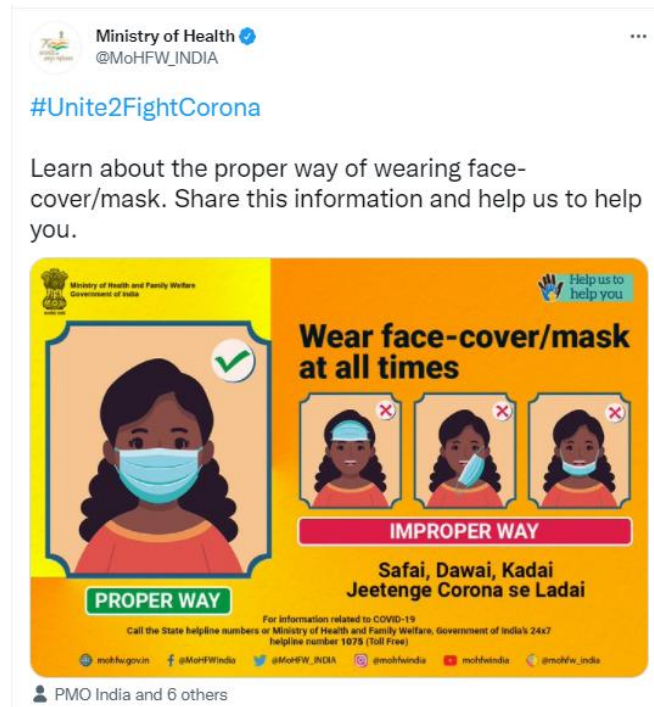 Ministry of Health
@MoHFW_INDIA
#Unite2FightCorona
Learn about the proper way of wearing face-
cover/mask. Share this information and help us to help
you.
Ministry of Health and Family Welfare
Government of India
Help us to
help you
Wear face-cover/mask
at all times
IMPROPER WAY
PROPER WAY
Safai, Dawai, Kadai
Jeetenge Corona se Ladai
For information related to COVID-19
Call the State helpline numbers or Ministry of Health and Family Welfare, Government of India's 24x7
helpline number 1075 (Toll Free)
mohfw.gov.in @MoHFWIndia @MoHFW_INDIA @mohfwindia mohfwindia @mohfw_india
PMO India and 6 others